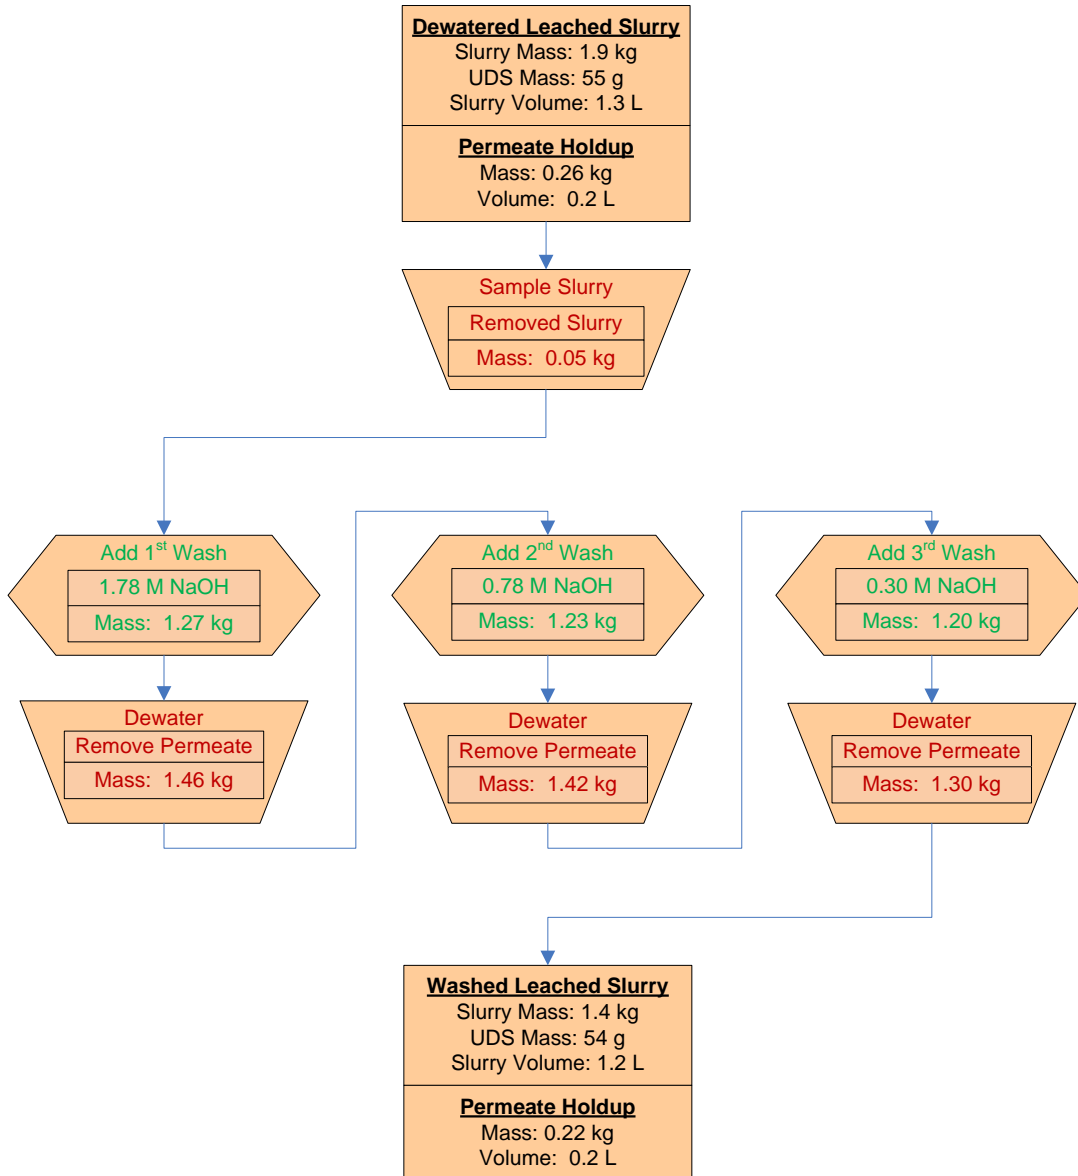 Dewatered Leached Slurry
Slurry Mass: 1.9 kg
UDS Mass: 55 g
Slurry Volume: 1.3 L
Permeate Holdup
Mass: 0.26 kg
Volume:  0.2 L
Sample Slurry
Removed Slurry
Mass:  0.05 kg
Add 1st Wash
1.78 M NaOH
Mass:  1.27 kg
Add 2nd Wash
0.78 M NaOH
Mass:  1.23 kg
Add 3rd Wash
0.30 M NaOH
Mass:  1.20 kg
Dewater
Remove Permeate
Mass:  1.46 kg
Dewater
Remove Permeate
Mass:  1.42 kg
Dewater
Remove Permeate
Mass:  1.30 kg
Washed Leached Slurry
Slurry Mass: 1.4 kg
UDS Mass: 54 g
Slurry Volume: 1.2 L
Permeate Holdup
Mass: 0.22 kg
Volume: 0.2 L